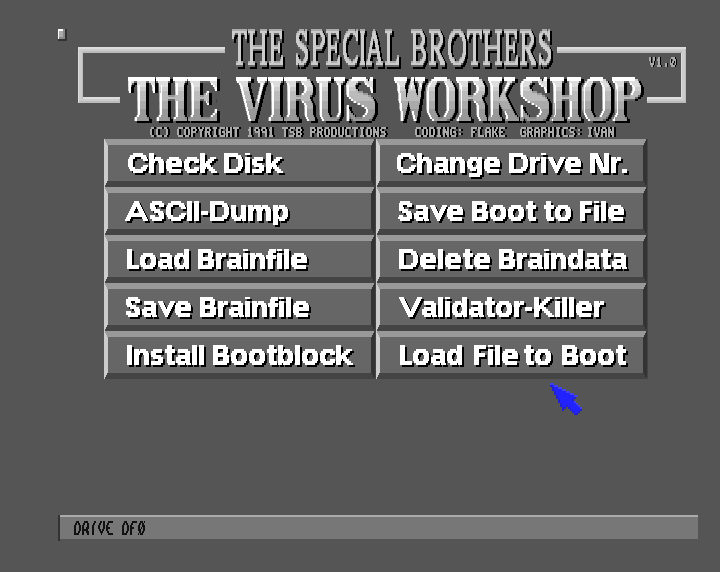 THE SPECIAL BROTHERS
V1.0
THE VIRUS WORKSHOP
(C) COPYRIGHT 1991 TSB PRODUCTIONS CODING: FLAKE GRAPHICS: IVAN
Check Disk Change Drive Nr.
ASCII-Dump Save Boot to File
Load Brainfile Delete Braindata
Save Brainfile Validator-Killer
Install Bootblock Load File to Boot
DRIVE DF0